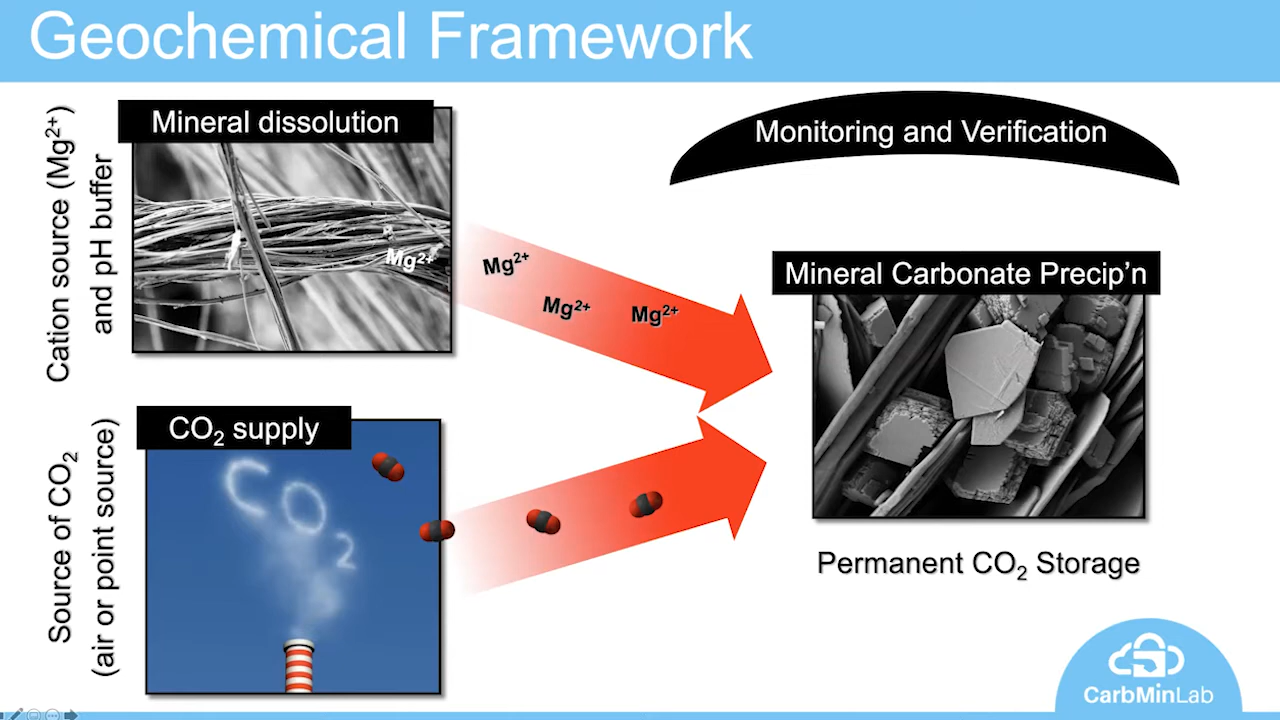 Geochemical Framework
Cation source (Mg²⁺)
and pH buffer
Mineral dissolution
Mg²⁺
Mg²⁺
Mg²⁺
Mg²⁺
Monitoring and Verification
Mineral Carbonate Precip’n
Source of CO₂
(air or point source)
CO₂ supply
CO₂
Permanent CO₂ Storage
CarbMinLab